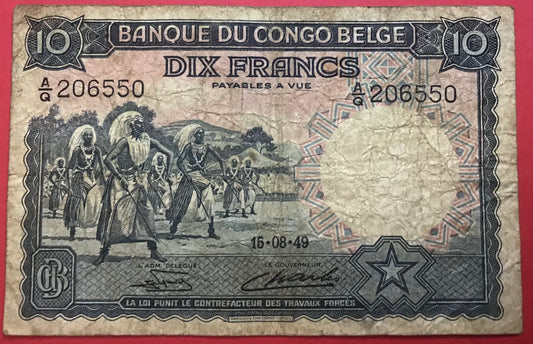 10 BANQUE DU CONGO BELGE 10
DIX FRANCS
PAYABLES A VUE
A/Q 206550 A/Q 206550
15·08·49
L'ADM. DÉLÉGUÉ LE GOUVERNEUR
LA LOI PUNIT LE CONTREFACTEUR DES TRAVAUX FORCÉS